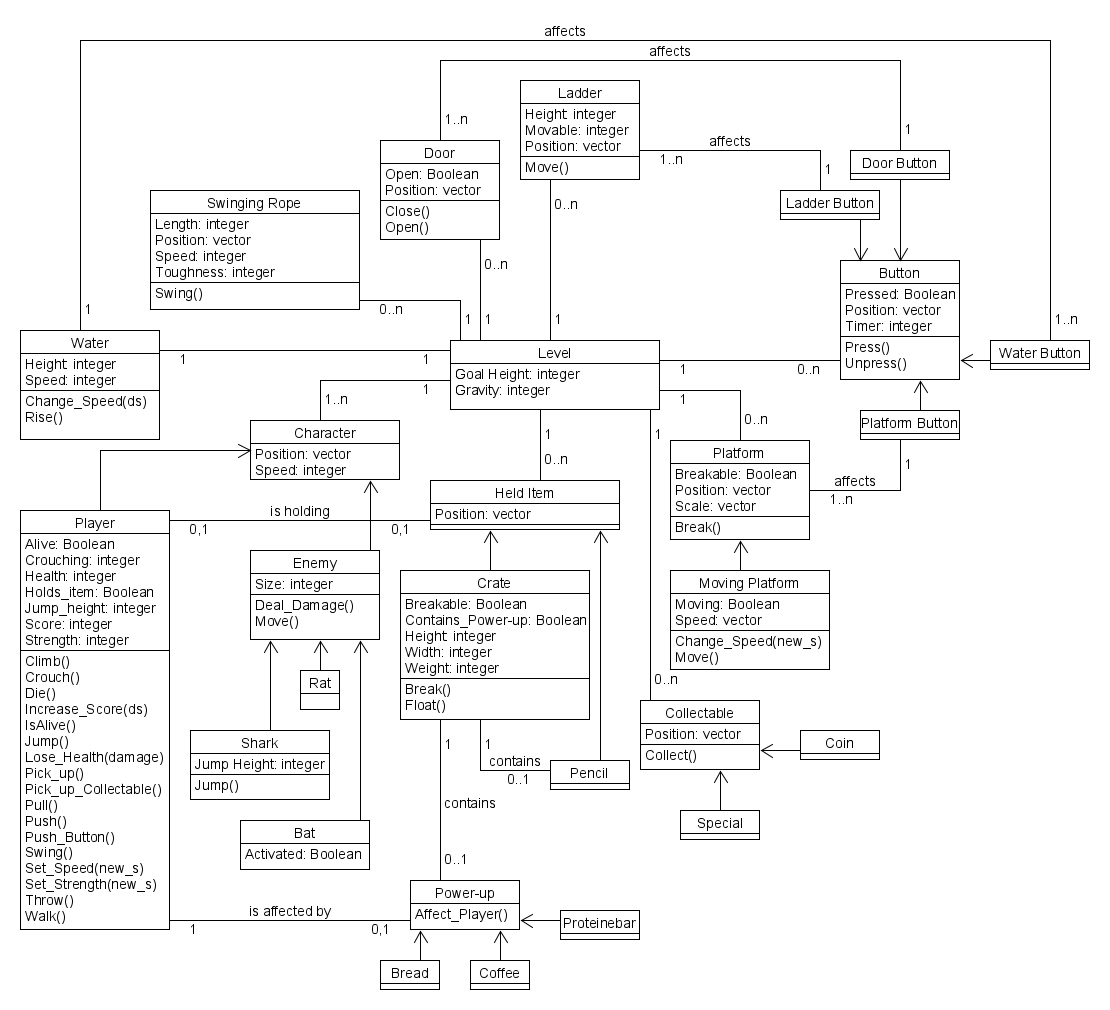 affects
affects
Ladder
Height: integer
Movable: integer
Position: vector
Move()
1..n
1..n
affects
1
1
Door
Open: Boolean
Position: vector
Close()
Open()
Door Button
Ladder Button
0..n
0..n
Swinging Rope
Length: integer
Position: vector
Speed: integer
Toughness: integer
Swing()
0..n
1
1
1
Button
Pressed: Boolean
Position: vector
Timer: integer
Press()
Unpress()
1
1..n
Water
Height: integer
Speed: integer
Change_Speed(ds)
Rise()
1
1
Level
Goal Height: integer
Gravity: integer
1
0..n
Water Button
1
1..n
1
0..n
1
0..n
1
Platform Button
1
affects
1..n
Character
Position: vector
Speed: integer
Platform
Breakable: Boolean
Position: vector
Scale: vector
Break()
Held Item
Position: vector
is holding
0,1
0,1
Player
Alive: Boolean
Crouching: integer
Health: integer
Holds_item: Boolean
Jump_height: integer
Score: integer
Strength: integer
Climb()
Crouch()
Die()
Increase_Score(ds)
IsAlive()
Jump()
Lose_Health(damage)
Pick_up()
Pick_up_Collectable()
Pull()
Push()
Push_Button()
Swing()
Set_Speed(new_s)
Set_Strength(new_s)
Throw()
Walk()
Enemy
Size: integer
Deal_Damage()
Move()
Crate
Breakable: Boolean
Contains_Power-up: Boolean
Height: integer
Width: integer
Weight: integer
Break()
Float()
Moving Platform
Moving: Boolean
Speed: vector
Change_Speed(new_s)
Move()
Rat
0..n
Collectable
Position: vector
Collect()
Coin
Special
Shark
Jump Height: integer
Jump()
1
1
contains
0..1
Pencil
contains
0..1
Bat
Activated: Boolean
Power-up
Affect_Player()
is affected by
1
0,1
Proteinebar
Bread
Coffee